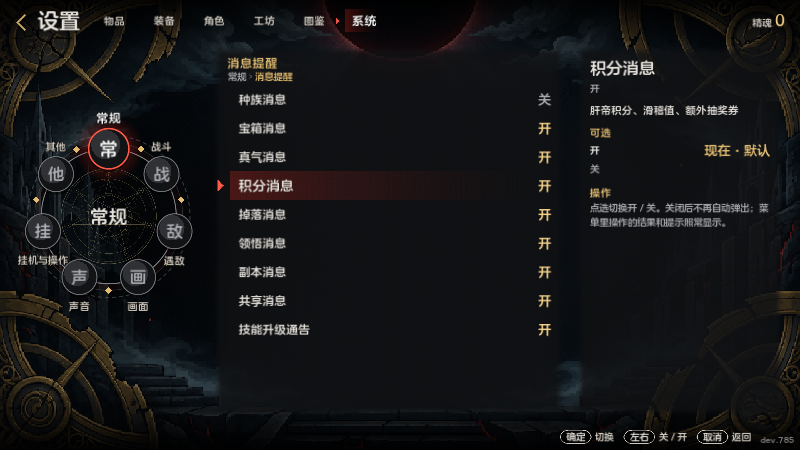 设置
物品 装备 角色 工坊 图鉴 系统
精魂 0
消息提醒
常规 · 消息提醒
种族消息 关
宝箱消息 开
真气消息 开
积分消息 开
掉落消息 开
领悟消息 开
副本消息 开
共享消息 开
技能升级通告 开
常规
常
其他
他
战斗
战
常规
挂
挂机与操作
敌
遇敌
声
声音
画
画面
积分消息
开
肝帝积分、滑稽值、额外抽奖券
可选
开 现在 · 默认
关
操作
点选切换开 / 关。关闭后不再自动弹出；菜
单里操作的结果和提示照常显示。
确定 切换 左右 关 / 开 取消 返回
dev.785